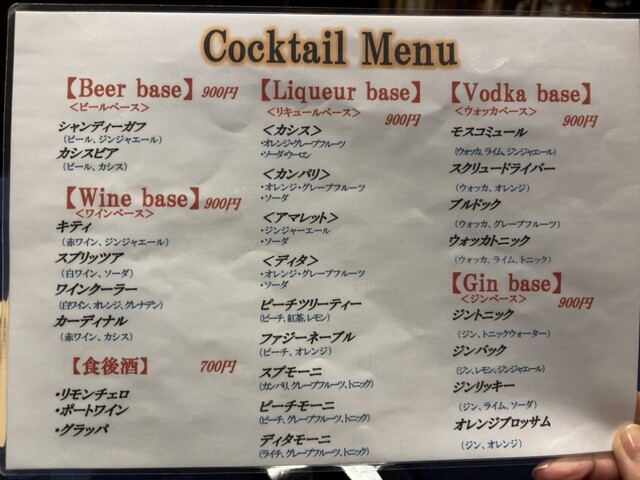 Cocktail Menu
【Beer base】 900円
<ビールベース>
シャンディーガフ
(ビール、ジンジャエール)
カシスビア
(ビール、カシス)
【Wine base】 900円
<ワインベース>
キティ
(赤ワイン、ジンジャエール)
スプリッツア
(白ワイン、ソーダ)
ワインクーラー
(白ワイン、オレンジ、グレナデン)
カーディナル
(赤ワイン、カシス)
【食後酒】 700円
・リモンチェロ
・ポートワイン
・グラッパ
【Liqueur base】
<リキュールベース> 900円
<カシス>
・オレンジ・グレープフルーツ
・ソーダ・ウーロン
<カンパリ>
・オレンジ・グレープフルーツ
・ソーダ
<アマレット>
・ジンジャーエール
・ソーダ
<ディタ>
・オレンジ・グレープフルーツ
・ソーダ
ピーチツリーティー
(ピーチ、紅茶、レモン)
ファジーネーブル
(ピーチ、オレンジ)
スプモーニ
(カンパリ、グレープフルーツ、トニック)
ピーチモーニ
(ピーチ、グレープフルーツ、トニック)
ディタモーニ
(ライチ、グレープフルーツ、トニック)
【Vodka base】
<ウォッカベース> 900円
モスコミュール
(ウォッカ、ライム、ジンジャエール)
スクリュードライバー
(ウォッカ、オレンジ)
ブルドック
(ウォッカ、グレープフルーツ)
ウォッカトニック
(ウォッカ、ライム、トニック)
【Gin base】
<ジンベース> 900円
ジントニック
(ジン、トニックウォーター)
ジンバック
(ジン、レモン、ジンジャエール)
ジンリッキー
(ジン、ライム、ソーダ)
オレンジブロッサム
(ジン、オレンジ)